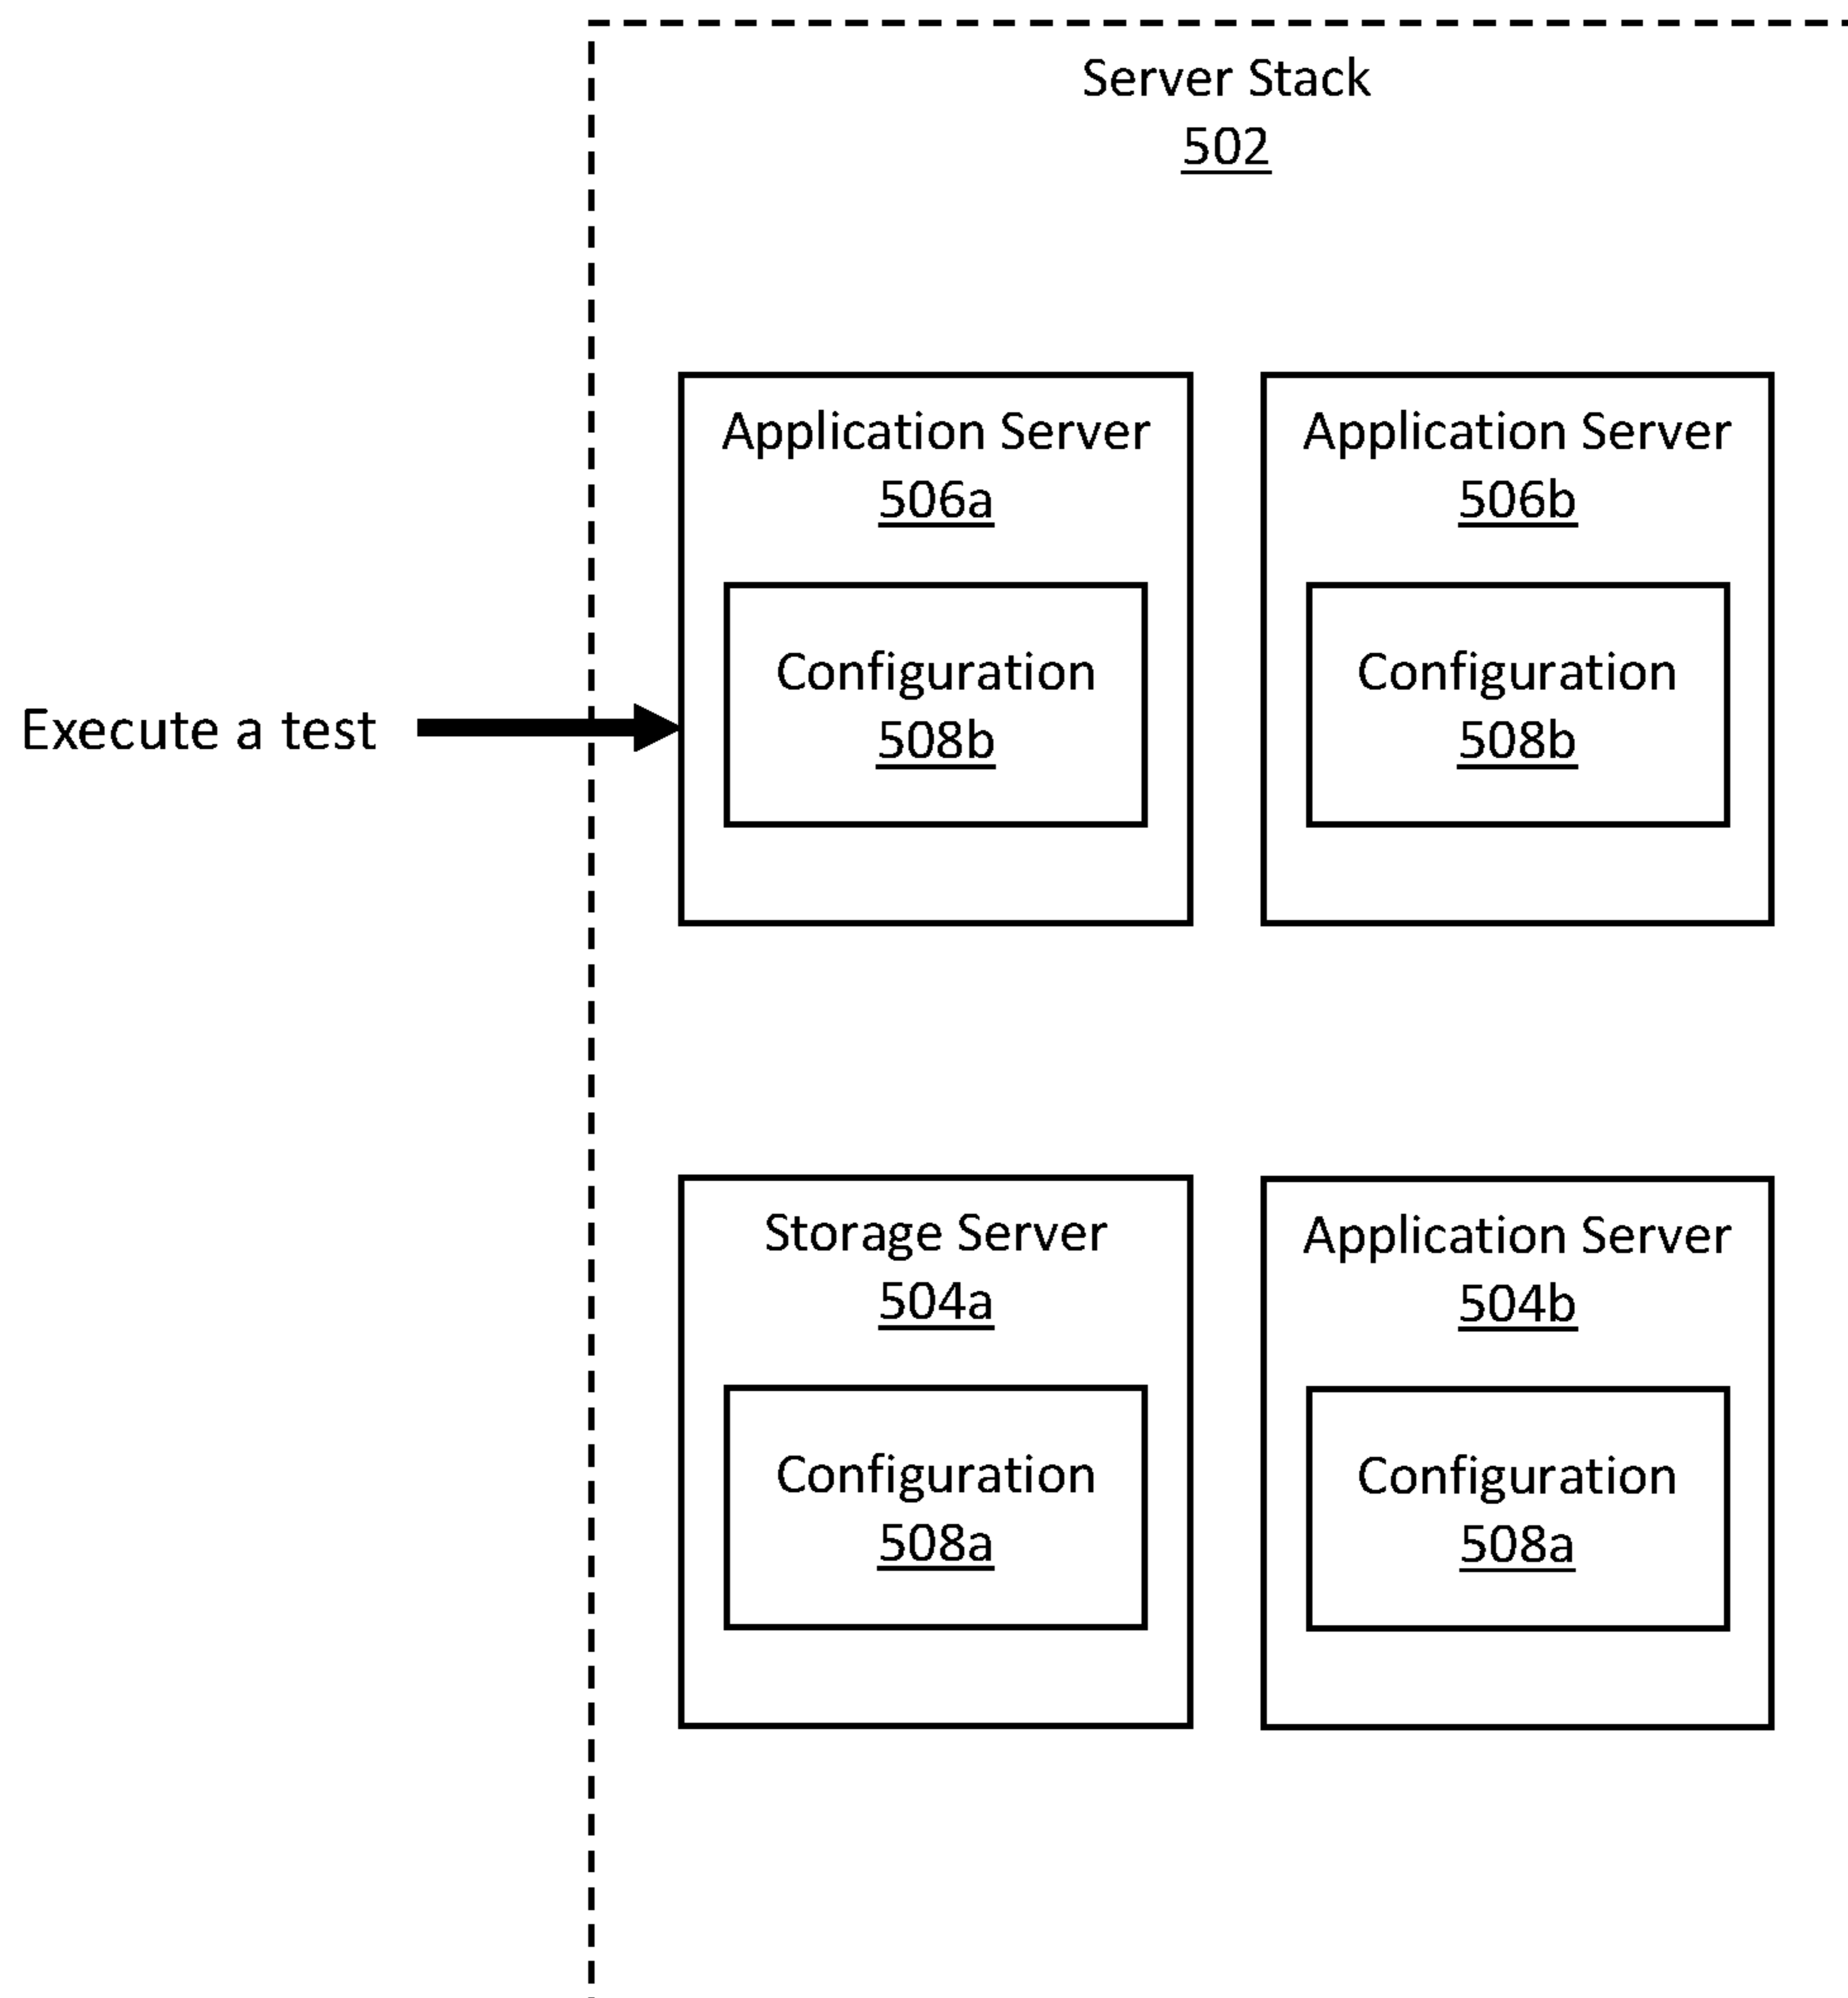 Server Stack
502
Application Server
506a
Configuration
508b
Application Server
506b
Configuration
508b
Execute a test
Storage Server
504a
Configuration
508a
Application Server
504b
Configuration
508a